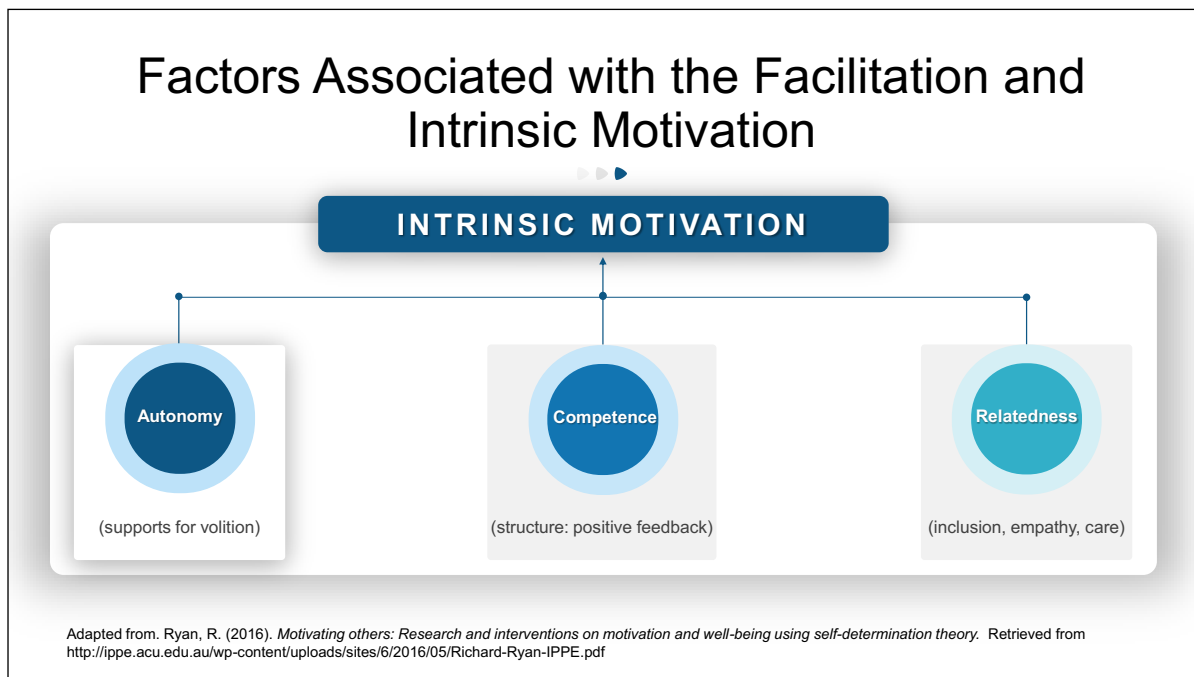 Factors Associated with the Facilitation and
Intrinsic Motivation
INTRINSIC MOTIVATION
Autonomy
(supports for volition)
Competence
(structure: positive feedback)
Relatedness
(inclusion, empathy, care)
Adapted from. Ryan, R. (2016). Motivating others: Research and interventions on motivation and well-being using self-determination theory. Retrieved from
http://ippe.acu.edu.au/wp-content/uploads/sites/6/2016/05/Richard-Ryan-IPPE.pdf